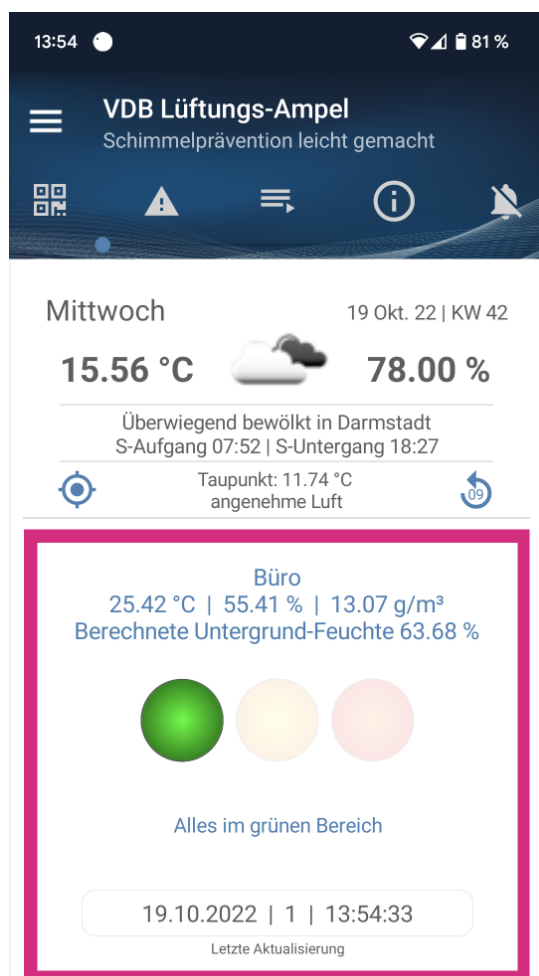 13:54
81 %
VDB Lüftungs-Ampel
Schimmelprävention leicht gemacht
Mittwoch
19 Okt. 22 | KW 42
15.56 °C
78.00 %
Überwiegend bewölkt in Darmstadt
S-Aufgang 07:52 | S-Untergang 18:27
Taupunkt: 11.74 °C
angenehme Luft
09
Büro
25.42 °C | 55.41 % | 13.07 g/m³
Berechnete Untergrund-Feuchte 63.68 %
Alles im grünen Bereich
19.10.2022 | 1 | 13:54:33
Letzte Aktualisierung